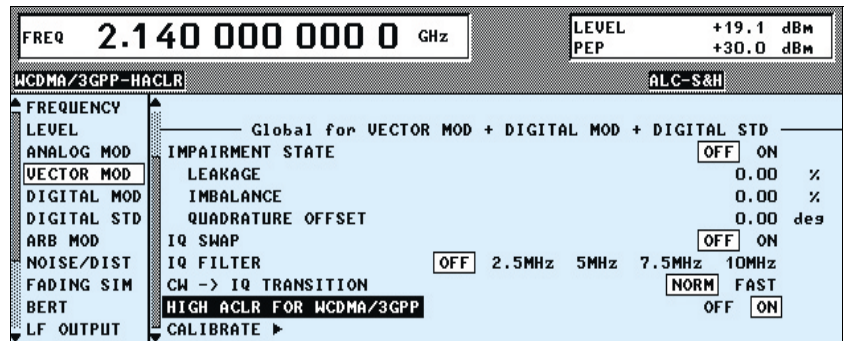 FREQ 2.140 000 000 0 GHz
LEVEL +19.1 dBm
PEP +30.0 dBm
WCDMA/3GPP-HACLR ALC-S&H
FREQUENCY
LEVEL
ANALOG MOD
VECTOR MOD
DIGITAL MOD
DIGITAL STD
ARB MOD
NOISE/DIST
FADING SIM
BERT
LF OUTPUT
Global for VECTOR MOD + DIGITAL MOD + DIGITAL STD
IMPAIRMENT STATE OFF ON
LEAKAGE 0.00 %
IMBALANCE 0.00 %
QUADRATURE OFFSET 0.00 deg
IQ SWAP OFF ON
IQ FILTER OFF 2.5MHz 5MHz 7.5MHz 10MHz
CW -> IQ TRANSITION NORM FAST
HIGH ACLR FOR WCDMA/3GPP OFF ON
CALIBRATE ▶